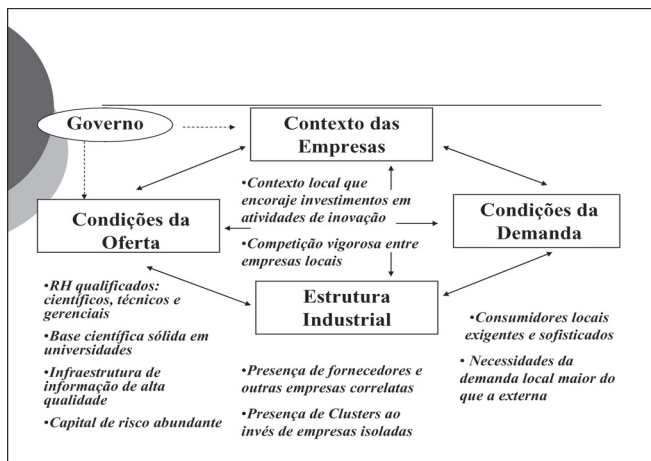 Governo
Contexto das
Empresas
•Contexto local que
encoraje investimentos em
atividades de inovação
•Competição vigorosa entre
empresas locais
Condições da
Oferta
Condições da
Demanda
Estrutura
Industrial
•RH qualificados:
científicos, técnicos e
gerenciais
•Base científica sólida em
universidades
•Infraestrutura de
informação de alta
qualidade
•Capital de risco abundante
•Presença de fornecedores e
outras empresas correlatas
•Presença de Clusters ao
invés de empresas isoladas
•Consumidores locais
exigentes e sofisticados
• Necessidades da
demanda local maior do
que a externa